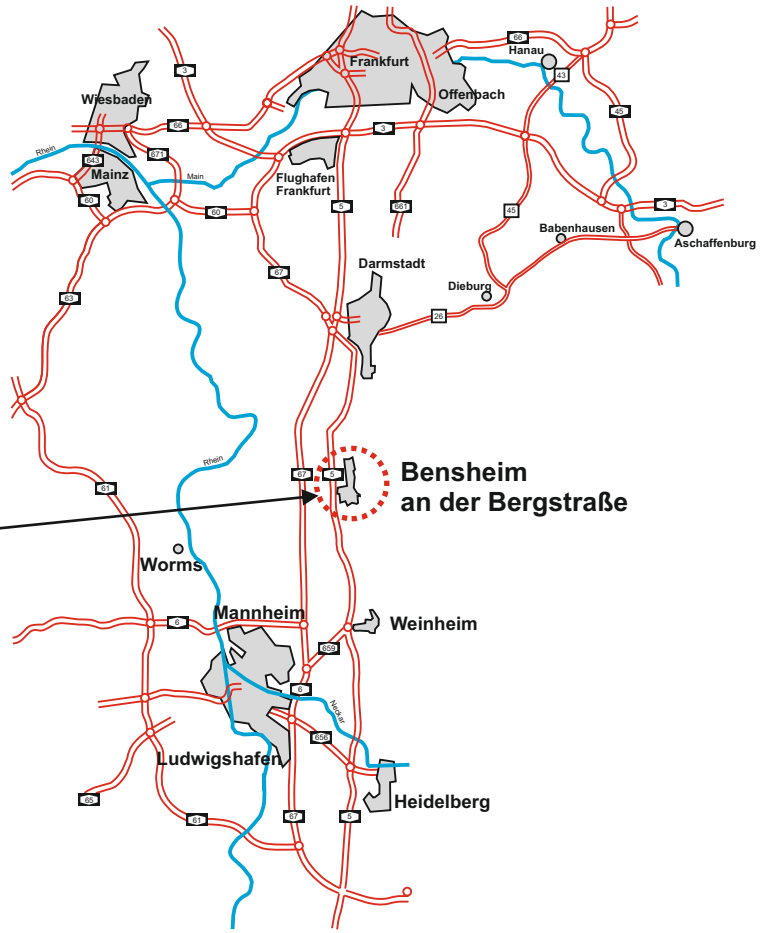 66
Hanau
Frankfurt
3
43
Wiesbaden
Offenbach
45
66
3
Rhein
671
643
Mainz
Main
Flughafen
Frankfurt
60
60
5
661
45
3
Babenhausen
Aschaffenburg
Darmstadt
67
Dieburg
63
26
Rhein
67
5
Bensheim
an der Bergstraße
61
Worms
Mannheim
6
Weinheim
659
6
Neckar
656
Ludwigshafen
65
Heidelberg
61
67
5